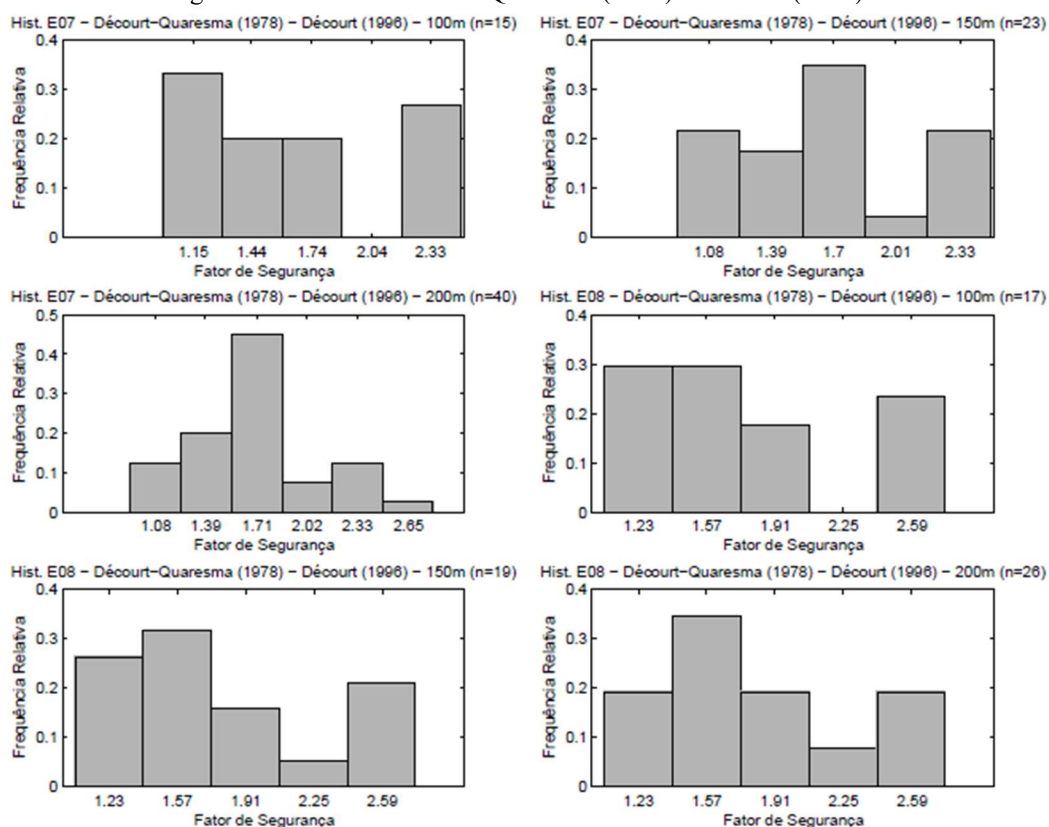 Hist. E07 – Décourt–Quaresma (1978) – Décourt (1996) – 100m (n=15)
Frequência Relativa
0.4
0.3
0.2
0.1
0
1.15 1.44 1.74 2.04 2.33
Fator de Segurança
Hist. E07 – Décourt–Quaresma (1978) – Décourt (1996) – 150m (n=23)
Frequência Relativa
0.4
0.3
0.2
0.1
0
1.08 1.39 1.7 2.01 2.33
Fator de Segurança
Hist. E07 – Décourt–Quaresma (1978) – Décourt (1996) – 200m (n=40)
Frequência Relativa
0.5
0.4
0.3
0.2
0.1
0
1.08 1.39 1.71 2.02 2.33 2.65
Fator de Segurança
Hist. E08 – Décourt–Quaresma (1978) – Décourt (1996) – 100m (n=17)
Frequência Relativa
0.4
0.3
0.2
0.1
0
1.23 1.57 1.91 2.25 2.59
Fator de Segurança
Hist. E08 – Décourt–Quaresma (1978) – Décourt (1996) – 150m (n=19)
Frequência Relativa
0.4
0.3
0.2
0.1
0
1.23 1.57 1.91 2.25 2.59
Fator de Segurança
Hist. E08 – Décourt–Quaresma (1978) – Décourt (1996) – 200m (n=26)
Frequência Relativa
0.4
0.3
0.2
0.1
0
1.23 1.57 1.91 2.25 2.59
Fator de Segurança